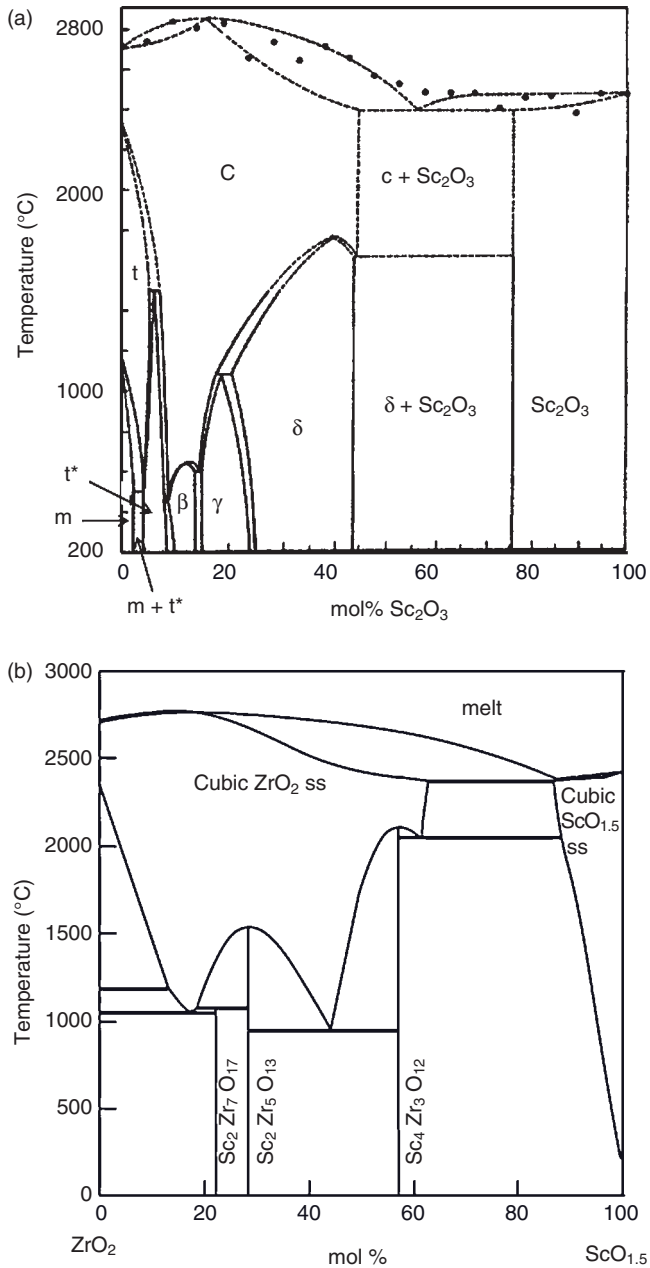 (a)
2800
2000
1000
200
Temperature (°C)
C
c + Sc₂O₃
t
δ
δ + Sc₂O₃
Sc₂O₃
t*
β
γ
m
m + t*
0 20 40 60 80 100
mol% Sc₂O₃
(b)
3000
2500
2000
1500
1000
500
0
Temperature (°C)
melt
Cubic ZrO₂ ss
Cubic
ScO₁.₅
ss
Sc₂ Zr₇ O₁₇
Sc₂ Zr₅ O₁₃
Sc₄ Zr₃ O₁₂
0 20 40 60 80 100
ZrO₂ mol % ScO₁.₅